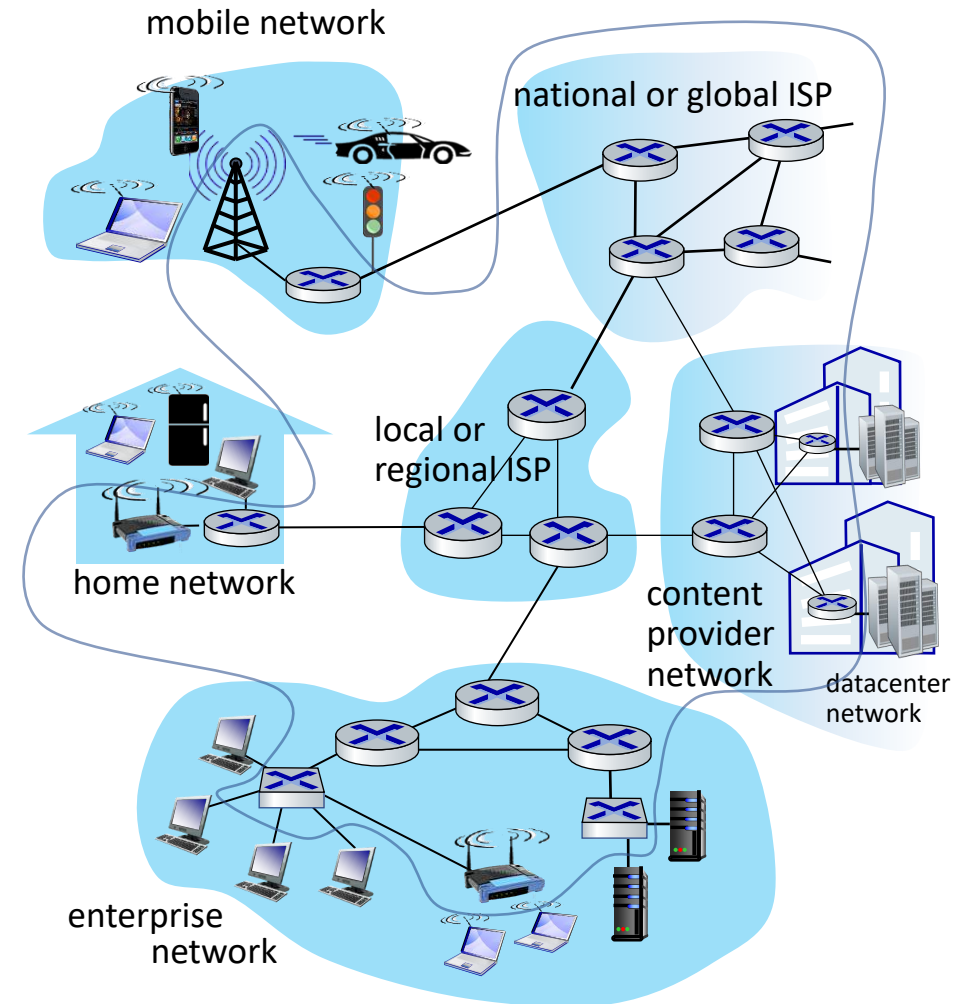 mobile network
national or global ISP
local or
regional ISP
home network
content
provider
network
datacenter
network
enterprise
network